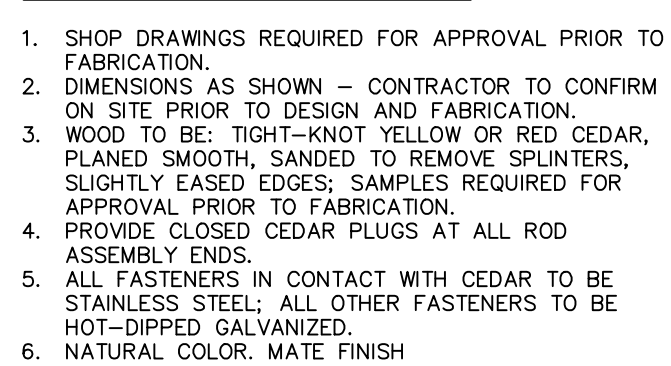 1. SHOP DRAWINGS REQUIRED FOR APPROVAL PRIOR TO
FABRICATION.
2. DIMENSIONS AS SHOWN – CONTRACTOR TO CONFIRM
ON SITE PRIOR TO DESIGN AND FABRICATION.
3. WOOD TO BE: TIGHT–KNOT YELLOW OR RED CEDAR,
PLANED SMOOTH, SANDED TO REMOVE SPLINTERS,
SLIGHTLY EASED EDGES; SAMPLES REQUIRED FOR
APPROVAL PRIOR TO FABRICATION.
4. PROVIDE CLOSED CEDAR PLUGS AT ALL ROD
ASSEMBLY ENDS.
5. ALL FASTENERS IN CONTACT WITH CEDAR TO BE
STAINLESS STEEL; ALL OTHER FASTENERS TO BE
HOT–DIPPED GALVANIZED.
6. NATURAL COLOR. MATE FINISH